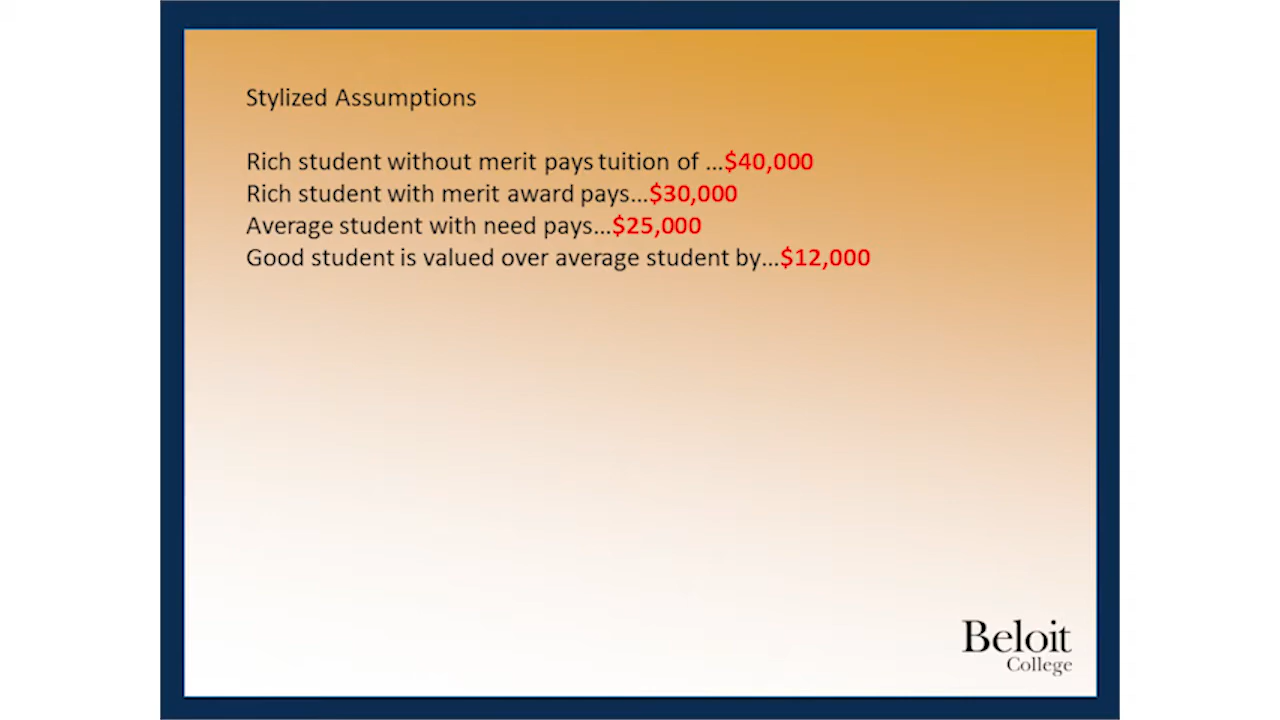 Stylized Assumptions
Rich student without merit pays tuition of ...$40,000
Rich student with merit award pays...$30,000
Average student with need pays...$25,000
Good student is valued over average student by...$12,000
Beloit
College